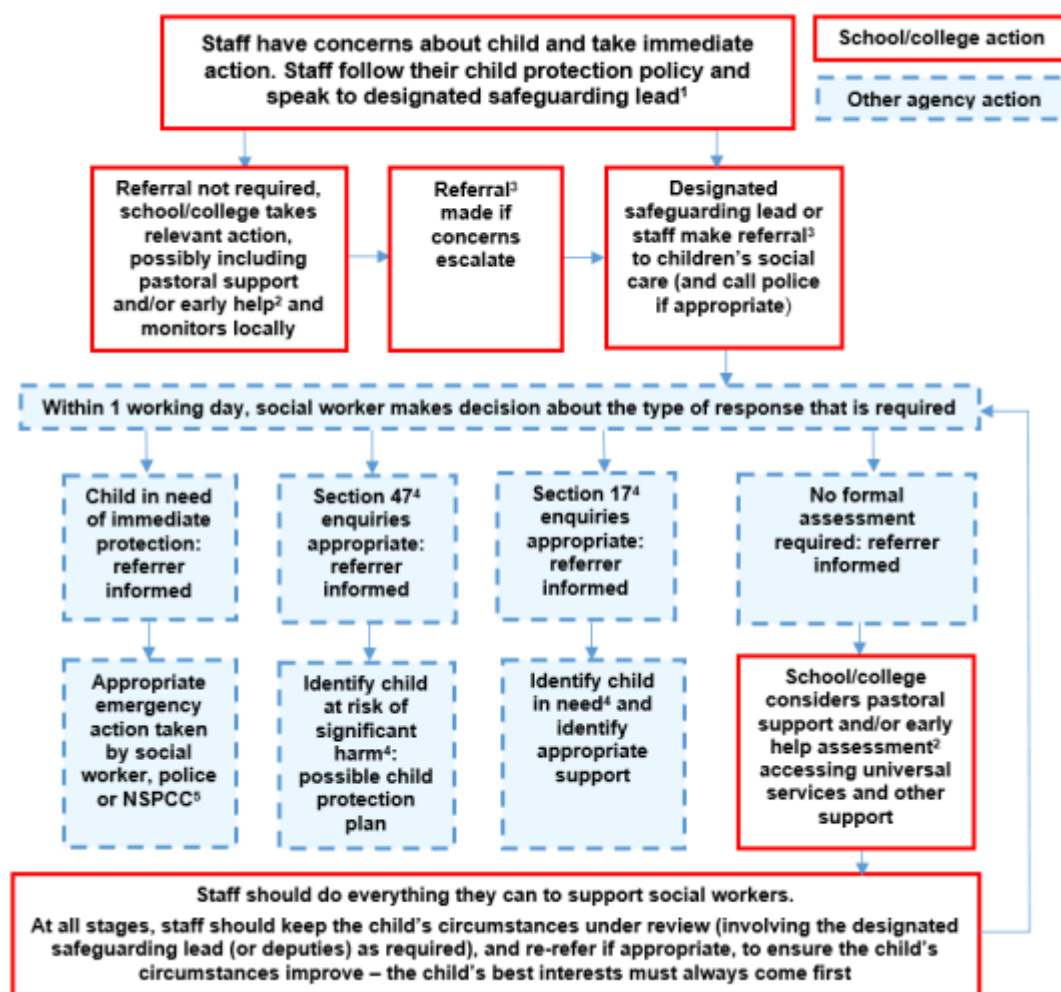 Staff have concerns about child and take immediate
action. Staff follow their child protection policy and
speak to designated safeguarding lead¹
School/college action
Other agency action
Referral not required,
school/college takes
relevant action,
possibly including
pastoral support
and/or early help² and
monitors locally
Referral³
made if
concerns
escalate
Designated
safeguarding lead or
staff make referral³
to children’s social
care (and call police
if appropriate)
Within 1 working day, social worker makes decision about the type of response that is required
Child in need
of immediate
protection:
referrer
informed
Section 47⁴
enquiries
appropriate:
referrer
informed
Section 17⁴
enquiries
appropriate:
referrer
informed
No formal
assessment
required: referrer
informed
Appropriate
emergency
action taken
by social
worker, police
or NSPCC⁵
Identify child
at risk of
significant
harm⁴:
possible child
protection
plan
Identify child
in need⁴ and
identify
appropriate
support
School/college
considers pastoral
support and/or early
help assessment²
accessing universal
services and other
support
Staff should do everything they can to support social workers.
At all stages, staff should keep the child’s circumstances under review (involving the designated
safeguarding lead (or deputies) as required), and re-refer if appropriate, to ensure the child’s
circumstances improve – the child’s best interests must always come first